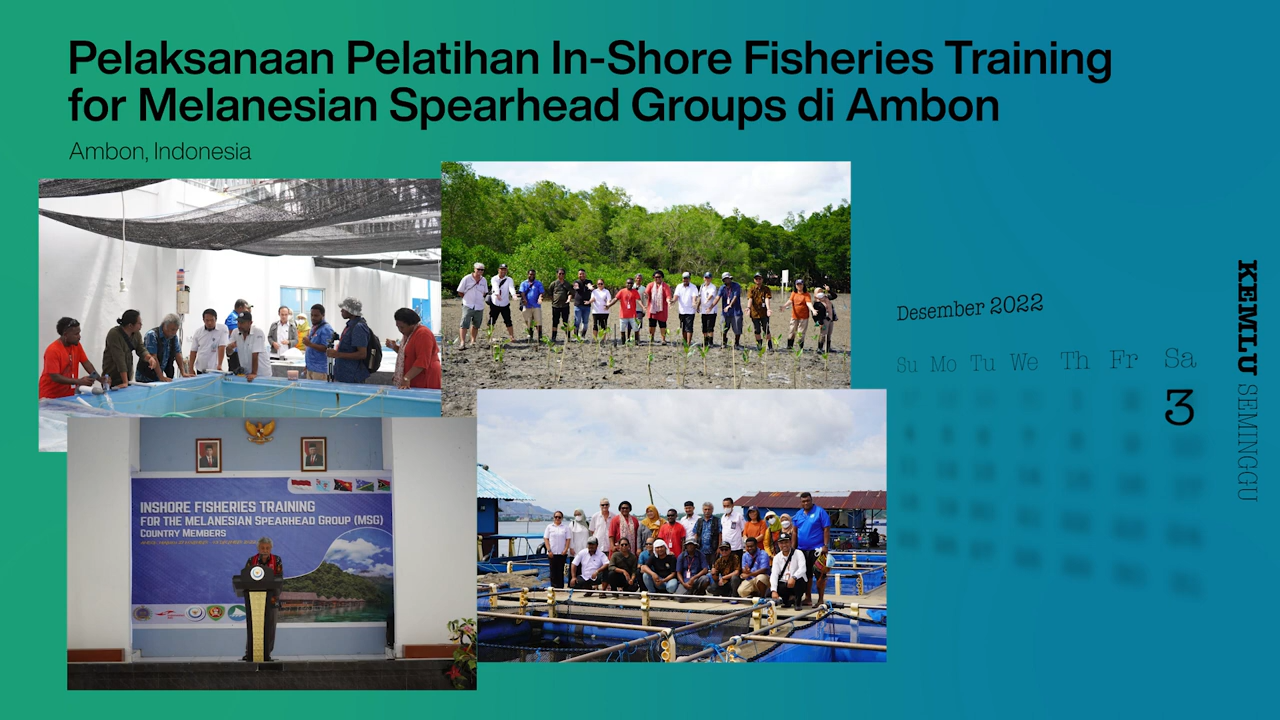 Pelaksanaan Pelatihan In-Shore Fisheries Training
for Melanesian Spearhead Groups di Ambon
Ambon, Indonesia
INSHORE FISHERIES TRAINING
FOR THE MELANESIAN SPEARHEAD GROUP (MSG)
COUNTRY MEMBERS
Desember 2022
Su Mo Tu We Th Fr Sa
3
KEMLU SEMINGGU